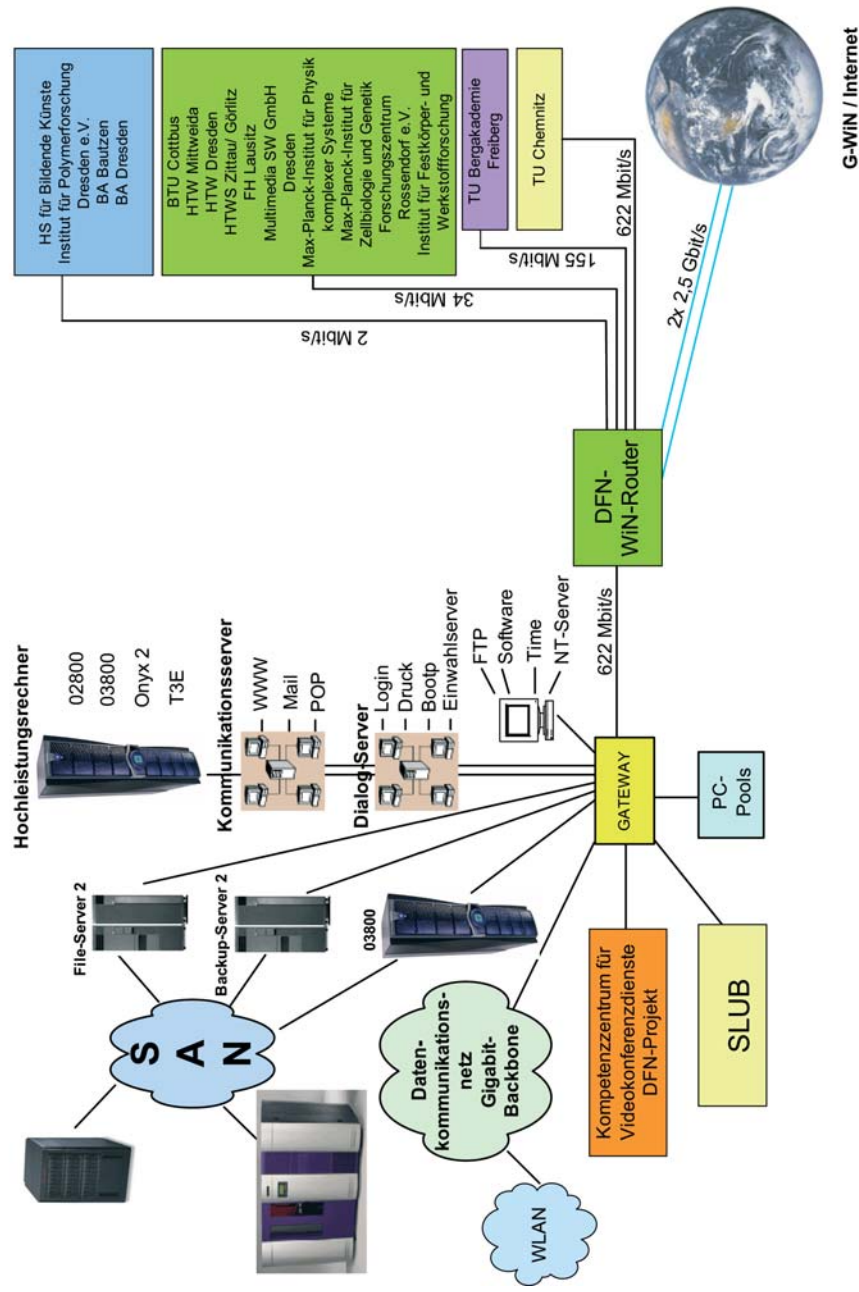 Hochleistungsrechner
02800
03800
Onyx 2
T3E
Kommunikationsserver
WWW
Mail
POP
Dialog-Server
Login
Druck
Bootp
Einwahlserver
FTP
Software
Time
NT-Server
File-Server 2
Backup-Server 2
03800
S
A
N
Daten-
kommunikations-
netz
Gigabit-
Backbone
WLAN
GATEWAY
Kompetenzzentrum für
Videokonferenzdienste
DFN-Projekt
SLUB
PC-
Pools
622 Mbit/s
DFN-
WiN-Router
HS für Bildende Künste
Institut für Polymerforschung
Dresden e.V.
BA Bautzen
BA Dresden
2 Mbit/s
BTU Cottbus
HTW Mittweida
HTW Dresden
HTWS Zittau/ Görlitz
FH Lausitz
Multimedia SW GmbH
Dresden
Max-Planck-Institut für Physik
komplexer Systeme
Max-Planck-Institut für
Zellbiologie und Genetik
Forschungszentrum
Rossendorf e.V.
Institut für Festkörper- und
Werkstoffforschung
34 Mbit/s
TU Bergakademie
Freiberg
155 Mbit/s
TU Chemnitz
622 Mbit/s
2x 2,5 Gbit/s
G-WiN / Internet